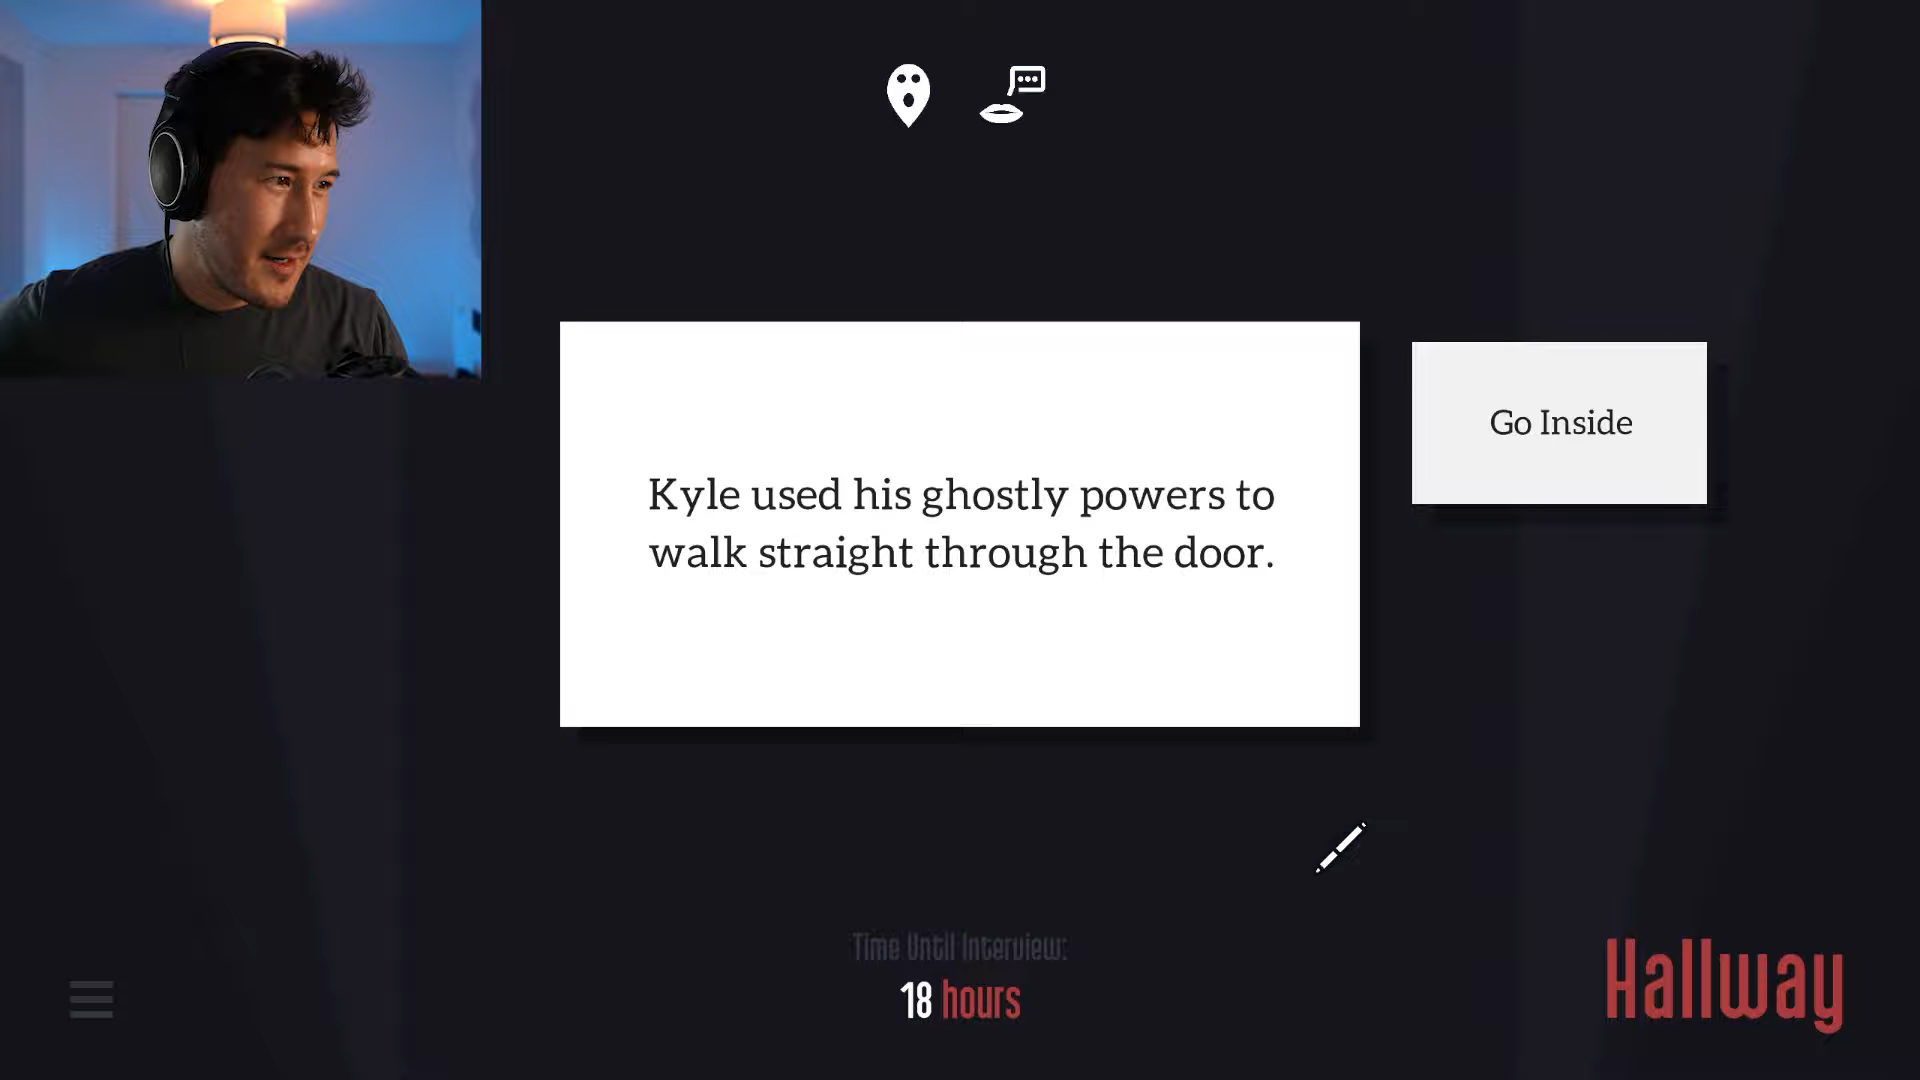 Kyle used his ghostly powers to
walk straight through the door.
Go Inside
Time Until Interview:
18 hours
Hallway